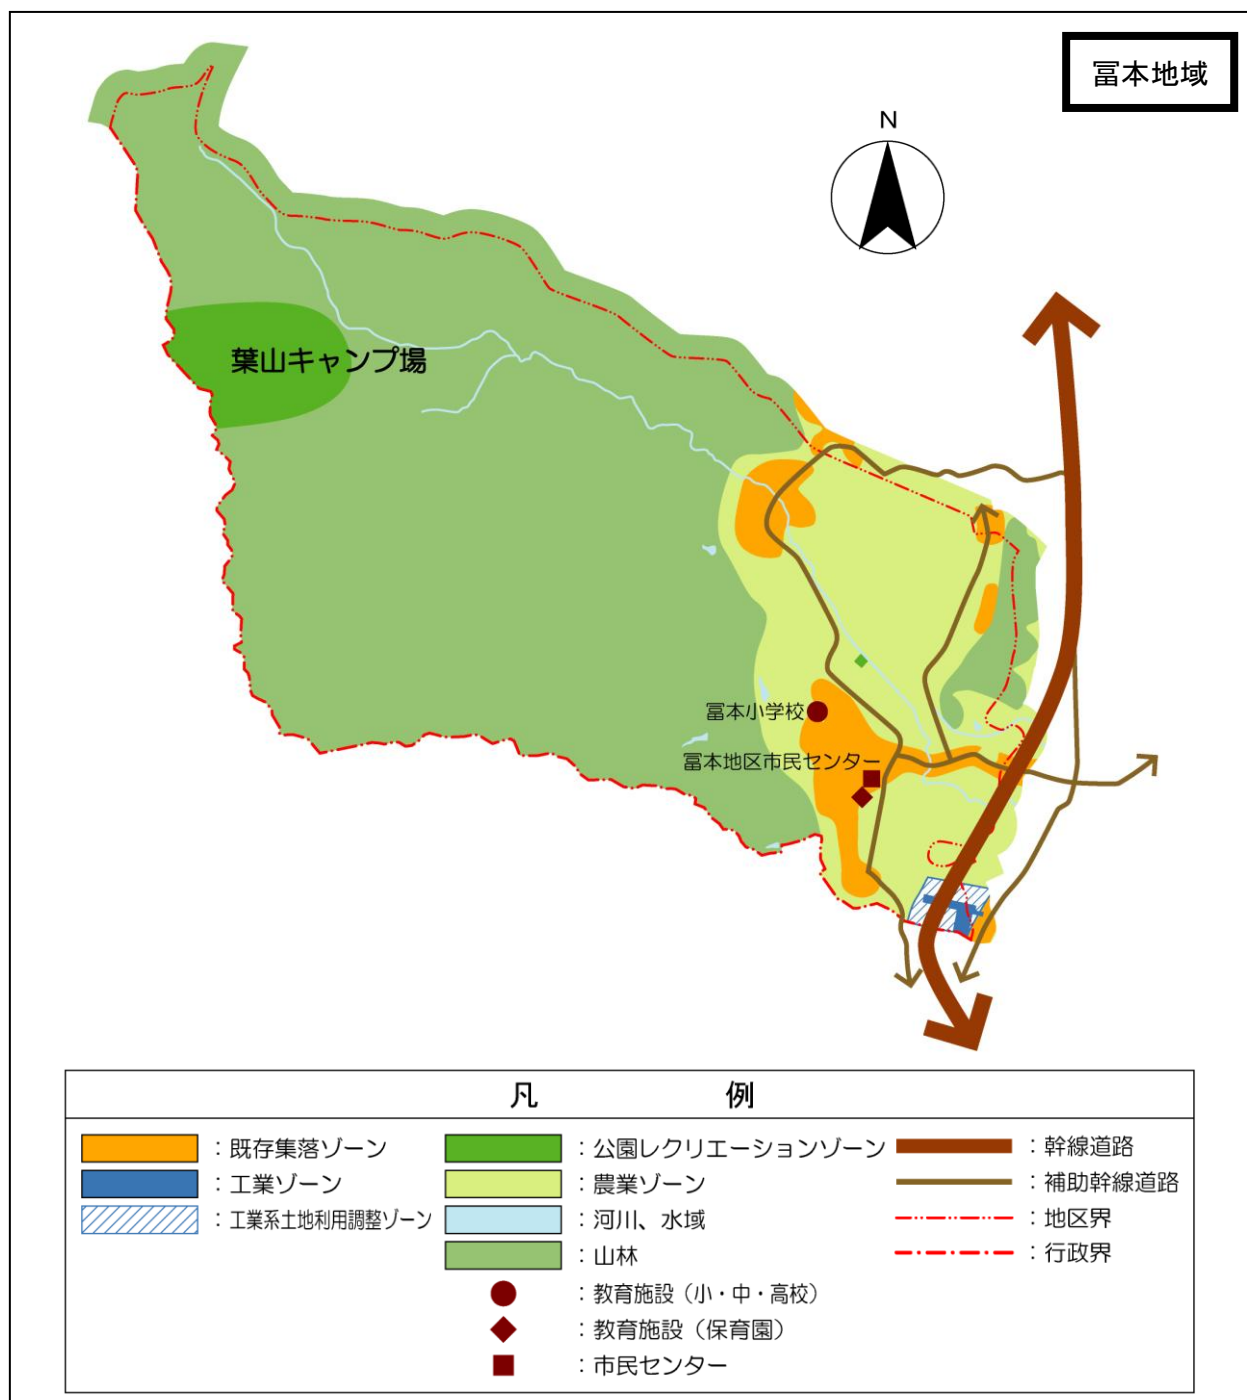 冨本地域
N
葉山キャンプ場
冨本小学校
冨本地区市民センター
凡例
：既存集落ゾーン
：工業ゾーン
：工業系土地利用調整ゾーン
：公園レクリエーションゾーン
：農業ゾーン
：河川、水域
：山林
：教育施設（小・中・高校）
：教育施設（保育園）
：市民センター
：幹線道路
：補助幹線道路
：地区界
：行政界